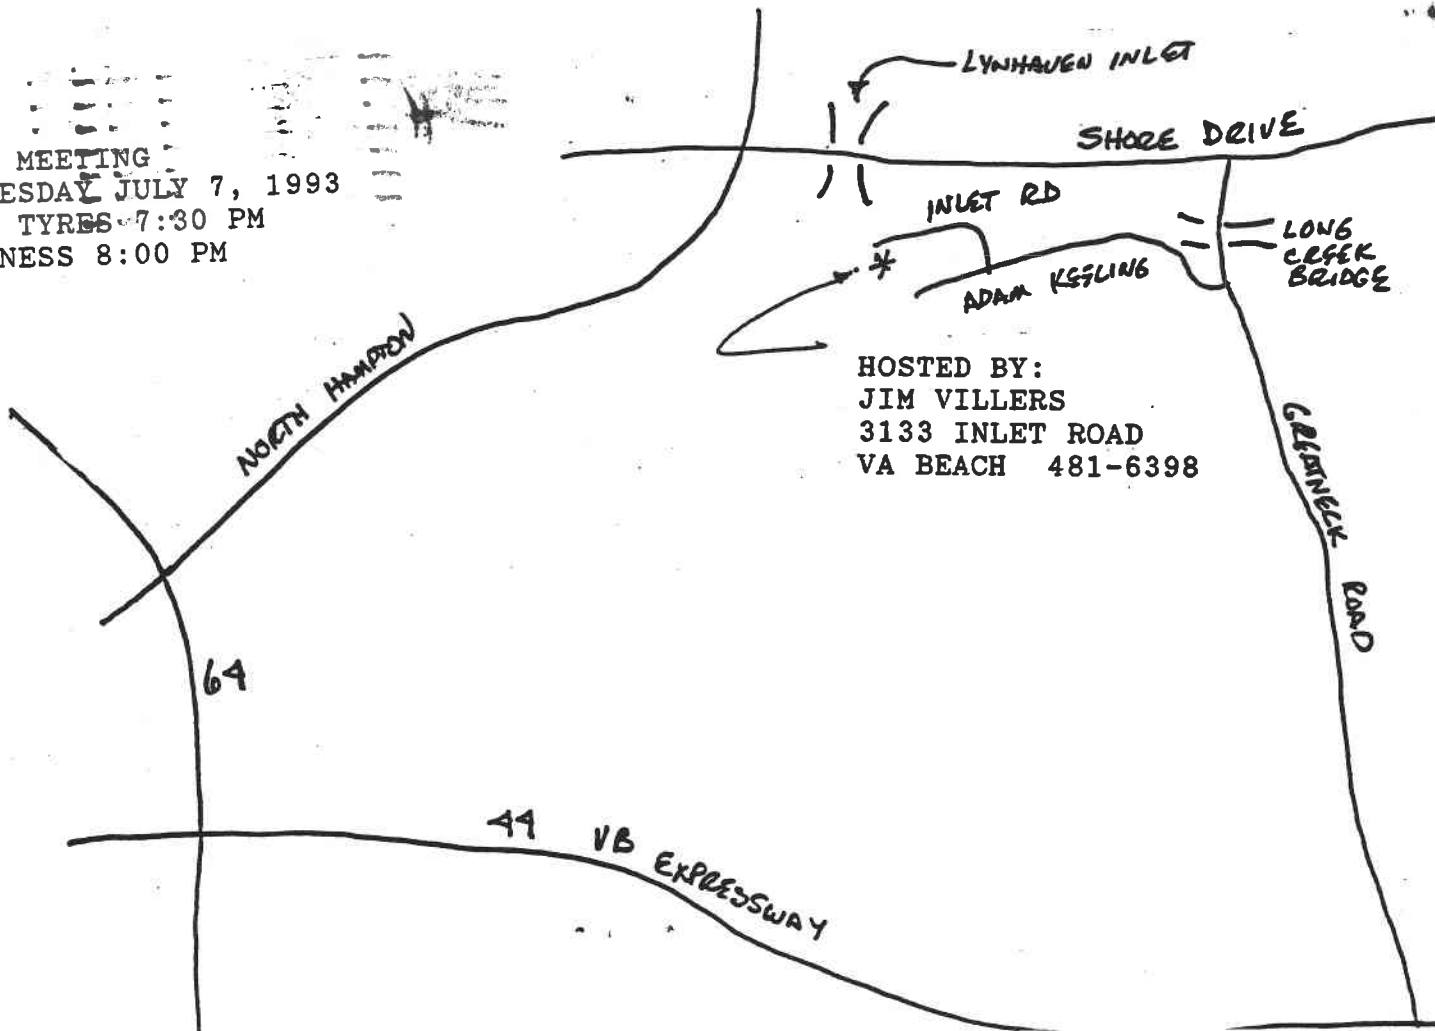 LYNHAVEN INLET
SHORE DRIVE
MEETING
ESDAY JULY 7, 1993
TYRES 7:30 PM
NESS 8:00 PM
INLET RD
ADAM KEELING
LONG
CREEK
BRIDGE
HOSTED BY:
JIM VILLERS
3133 INLET ROAD
VA BEACH 481-6398
NORTH HAMPTON
GREATNECK ROAD
64
44 VB EXPRESSWAY